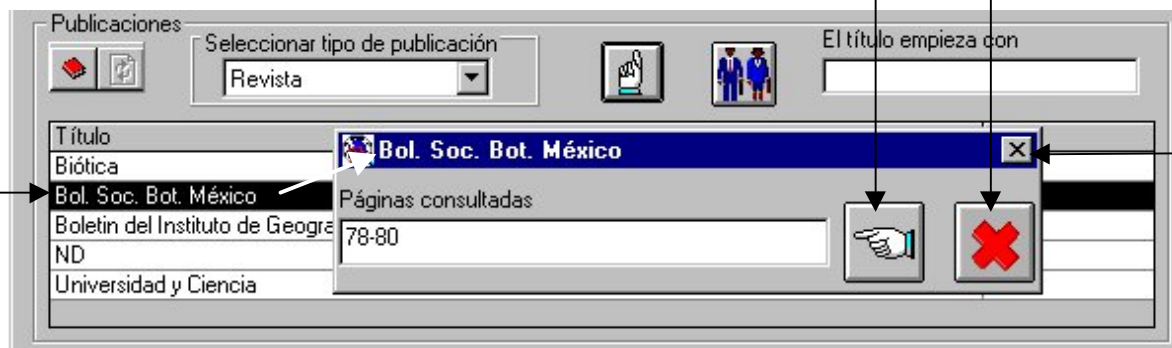 Publicaciones
Seleccionar tipo de publicación
Revista
El título empieza con
Título
Biótica
Bol. Soc. Bot. México
Boletin del Instituto de Geogra
ND
Universidad y Ciencia
Bol. Soc. Bot. México
Páginas consultadas
78-80